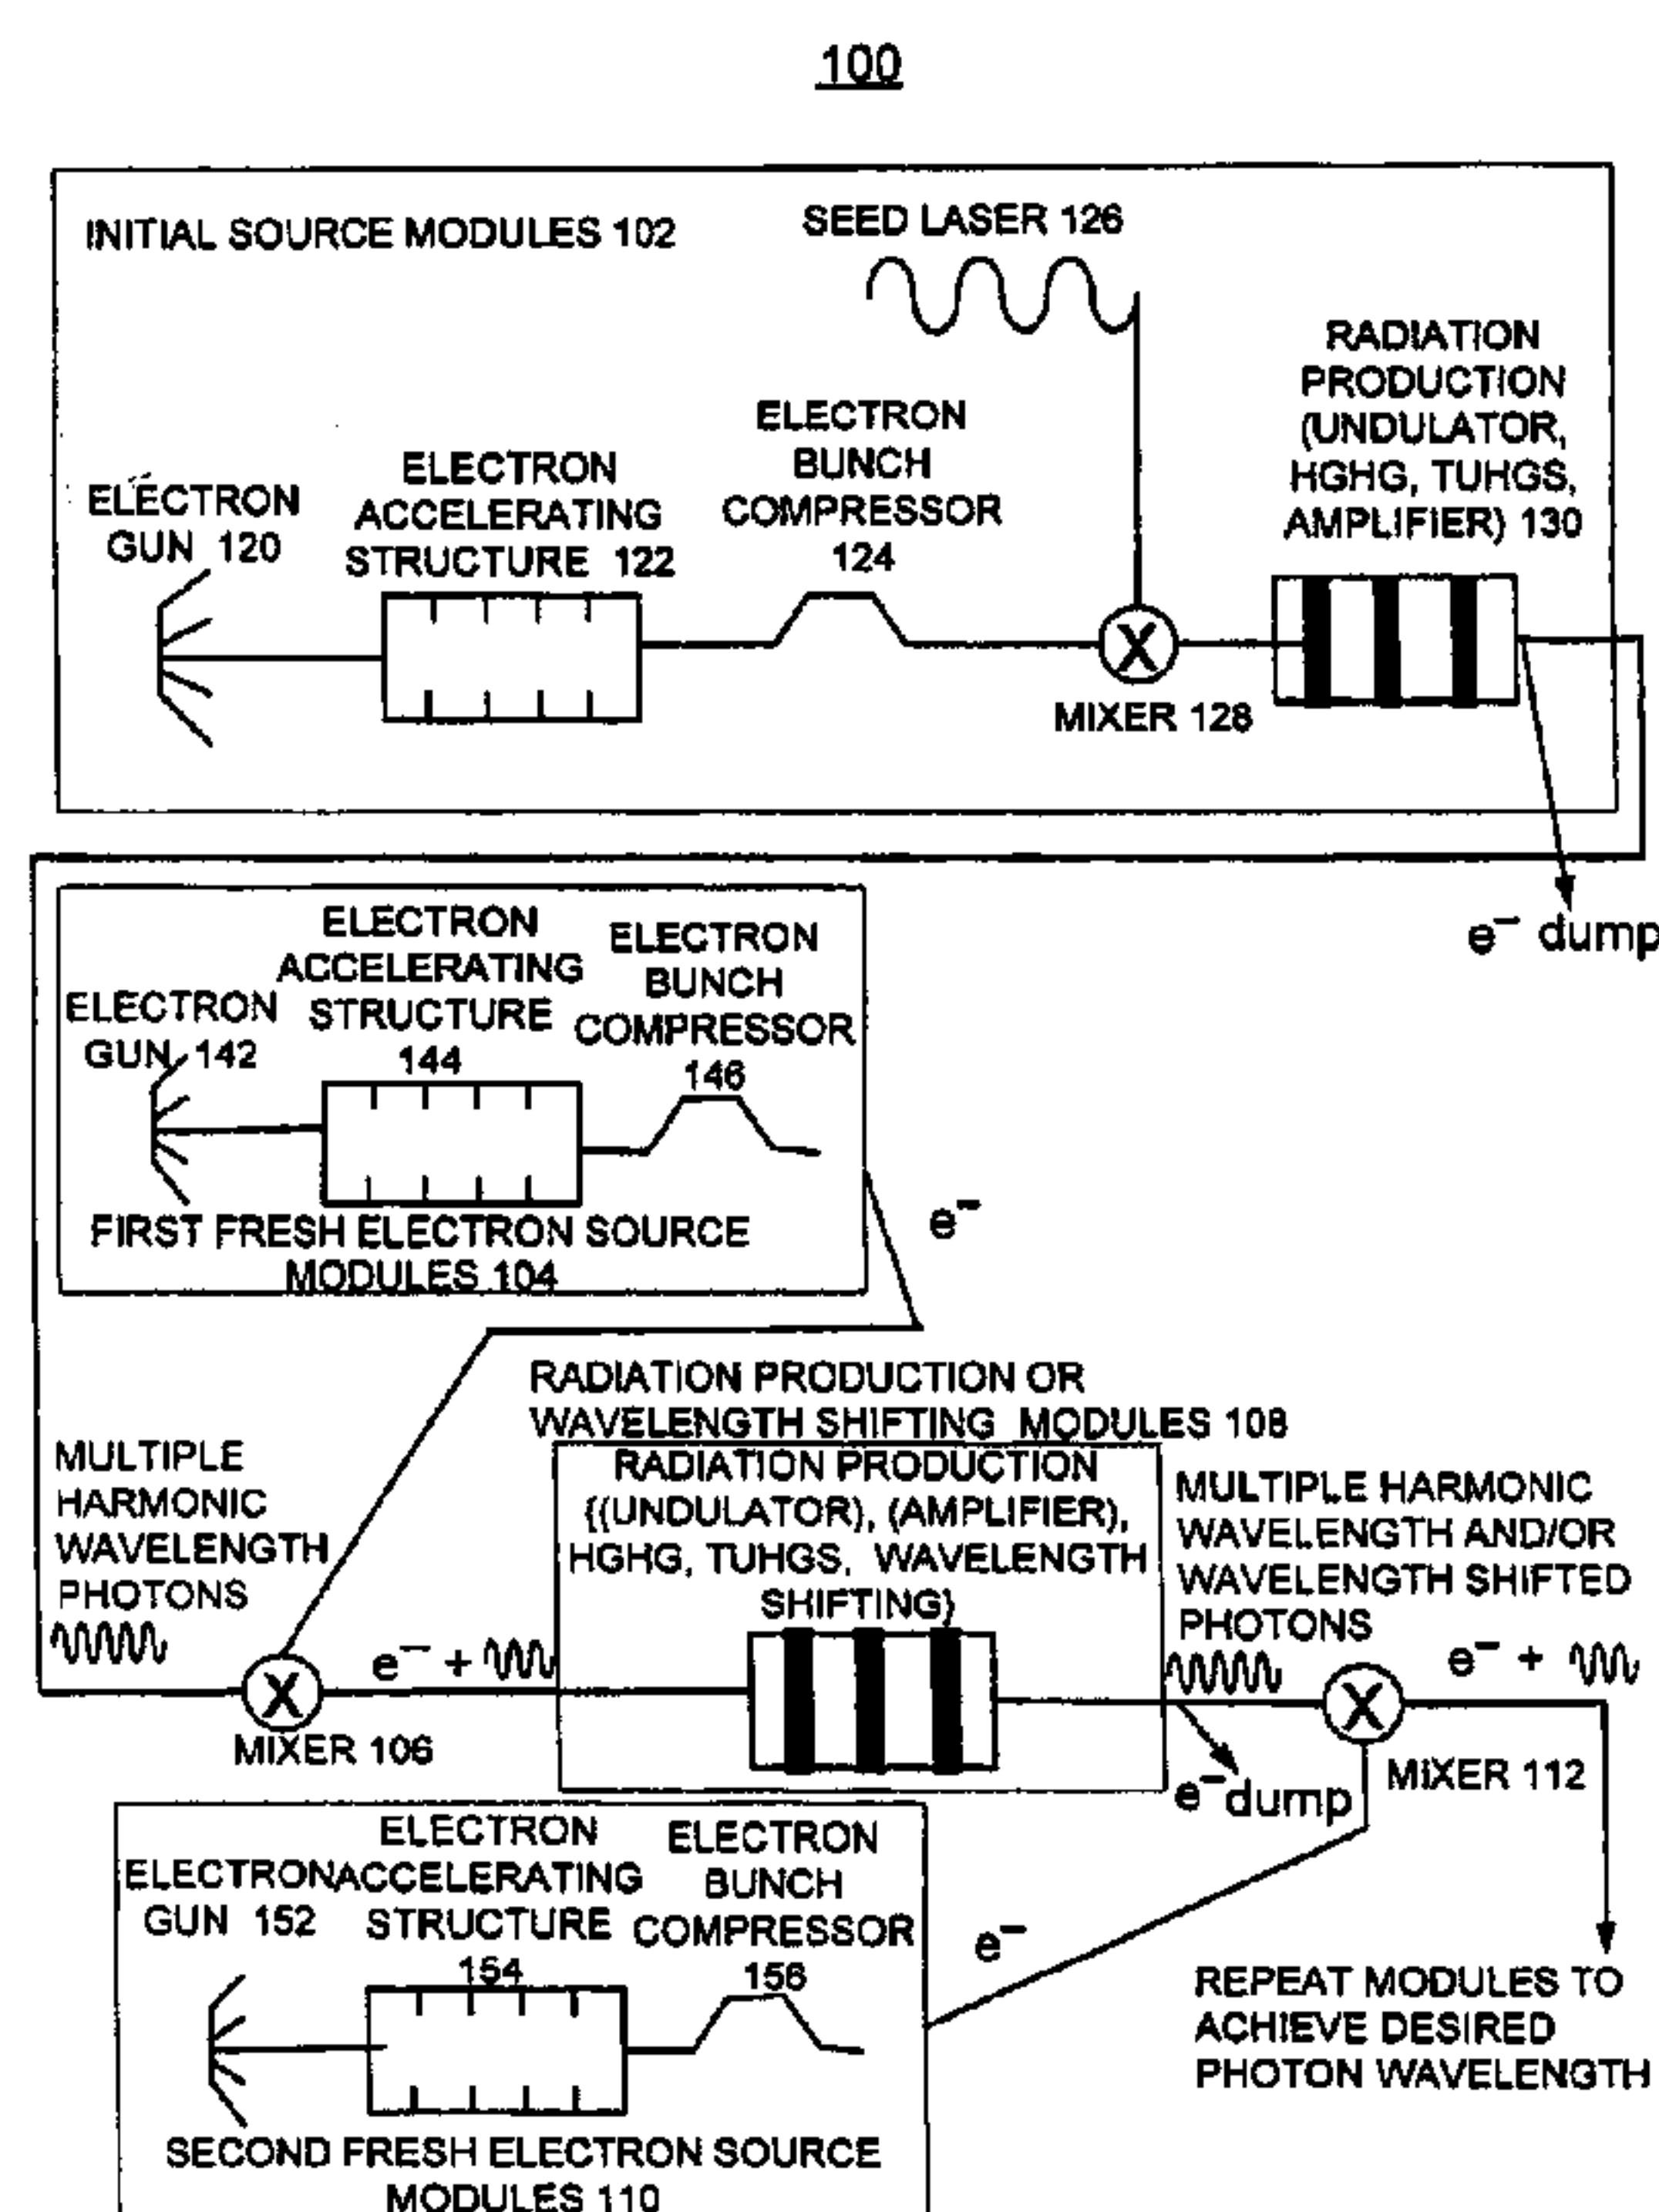 100
INITIAL SOURCE MODULES 102
SEED LASER 126
RADIATION
PRODUCTION
(UNDULATOR,
HGHG, TUHGS,
AMPLIFIER) 130
ELECTRON
BUNCH
COMPRESSOR
124
ELECTRON
ACCELERATING
STRUCTURE 122
ELECTRON
GUN 120
X
MIXER 128
e⁻ dump
ELECTRON
ACCELERATING
STRUCTURE
144
ELECTRON
BUNCH
COMPRESSOR
146
ELECTRON
GUN 142
FIRST FRESH ELECTRON SOURCE
MODULES 104
e⁻
RADIATION PRODUCTION OR
WAVELENGTH SHIFTING MODULES 108
MULTIPLE
HARMONIC
WAVELENGTH
PHOTONS
RADIATION PRODUCTION
((UNDULATOR), (AMPLIFIER),
HGHG, TUHGS, WAVELENGTH
SHIFTING)
MULTIPLE HARMONIC
WAVELENGTH AND/OR
WAVELENGTH SHIFTED
PHOTONS
X
e⁻ +
MIXER 106
X
e⁻ +
MIXER 112
e⁻ dump
ELECTRON
GUN 152
ELECTRON
ACCELERATING
STRUCTURE
154
ELECTRON
BUNCH
COMPRESSOR
156
e⁻
SECOND FRESH ELECTRON SOURCE
MODULES 110
REPEAT MODULES TO
ACHIEVE DESIRED
PHOTON WAVELENGTH